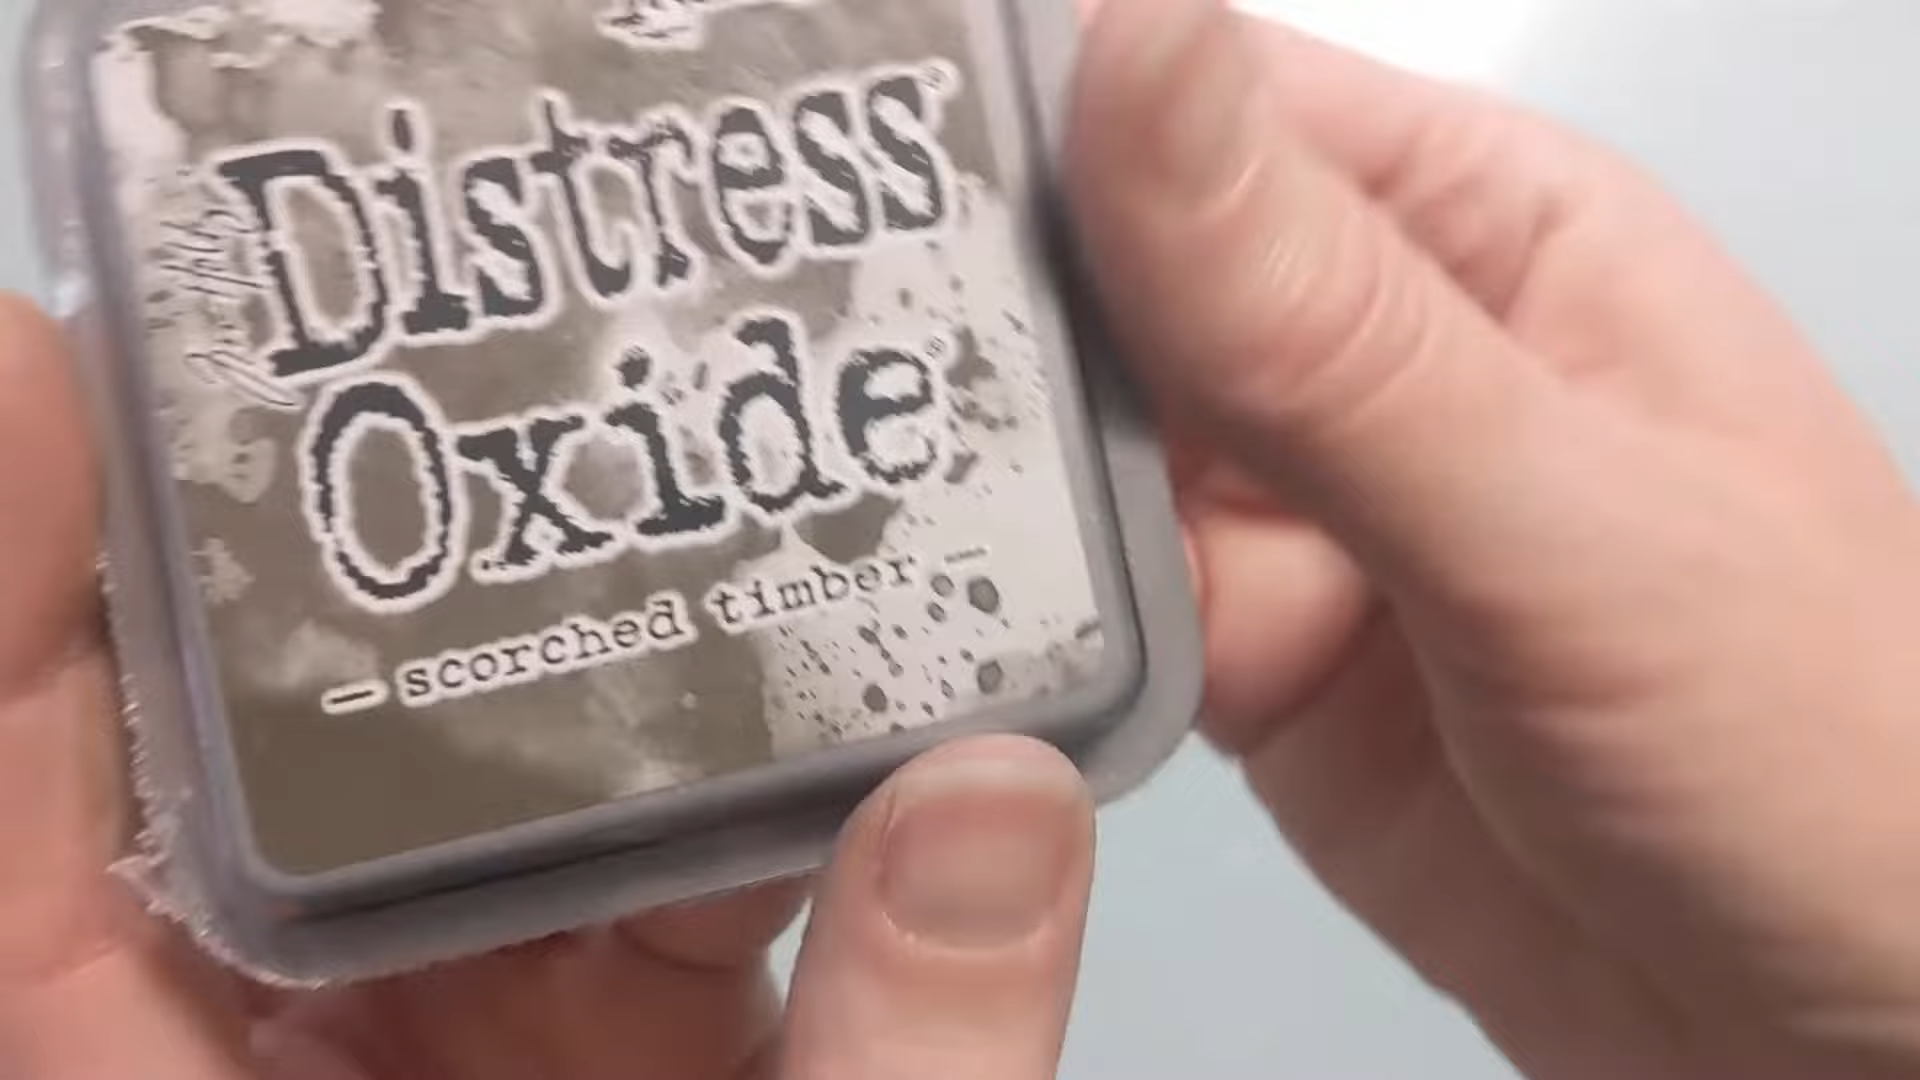 Distress®
Oxide®
— scorched timber —